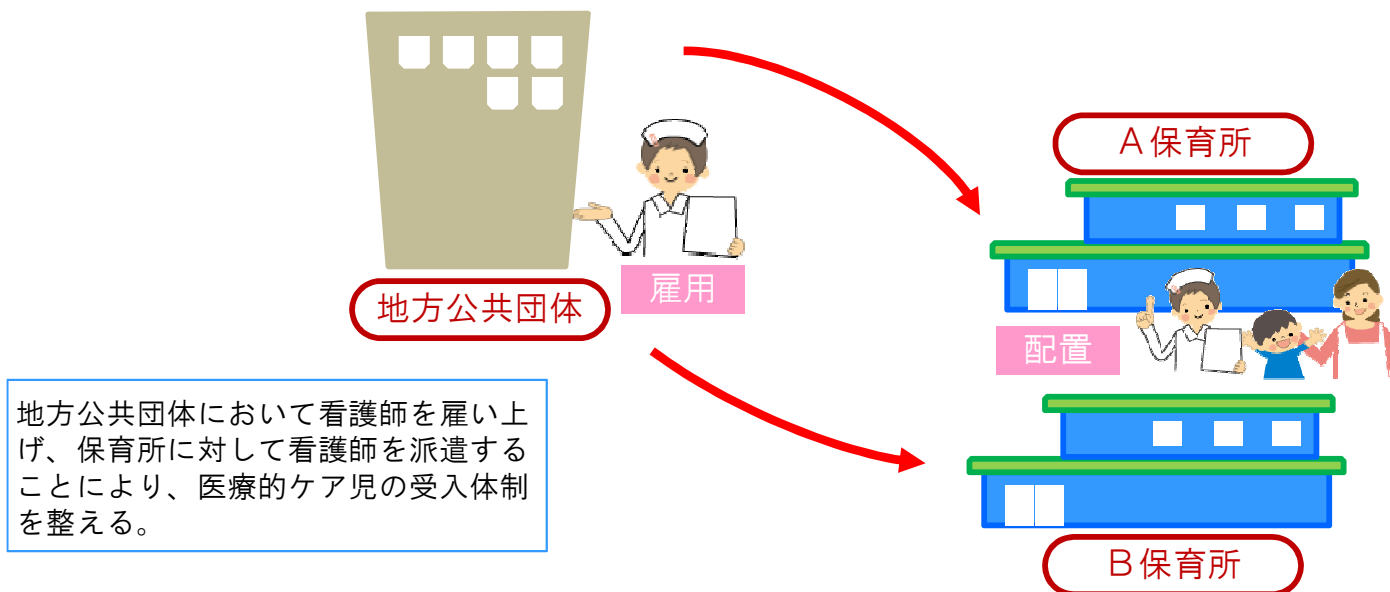 Ａ保育所
地方公共団体
雇用
配置
地方公共団体において看護師を雇い上
げ、保育所に対して看護師を派遣する
ことにより、医療的ケア児の受入体制
を整える。
Ｂ保育所